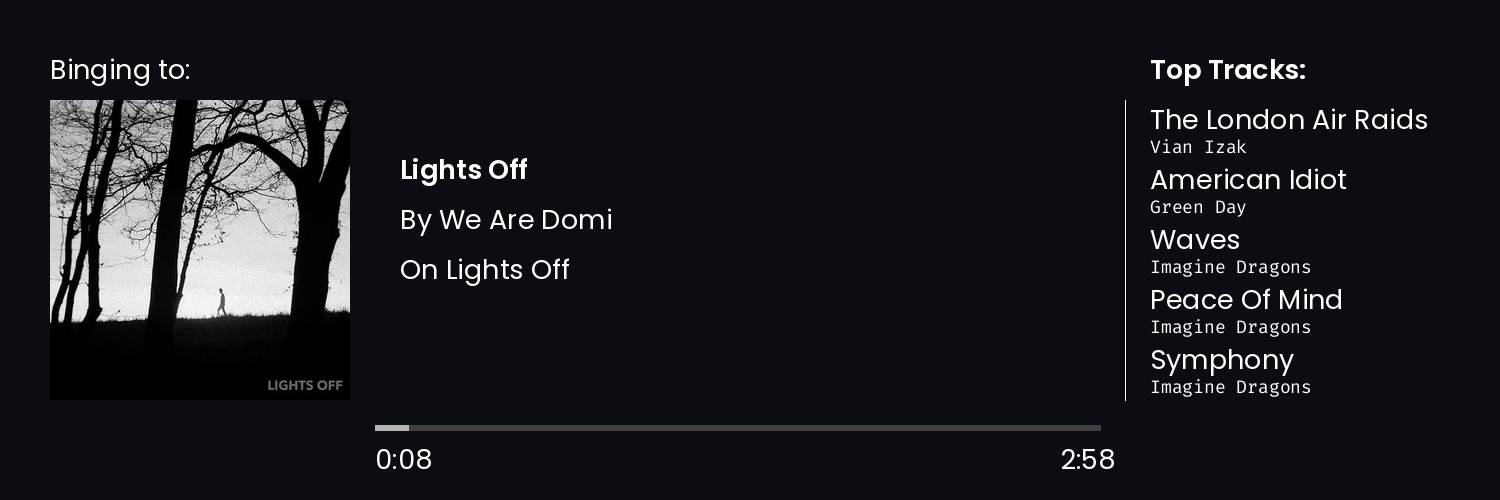 Binging to:
LIGHTS OFF
Lights Off
By We Are Domi
On Lights Off
0:08
2:58
Top Tracks:
The London Air Raids
Vian Izak
American Idiot
Green Day
Waves
Imagine Dragons
Peace Of Mind
Imagine Dragons
Symphony
Imagine Dragons